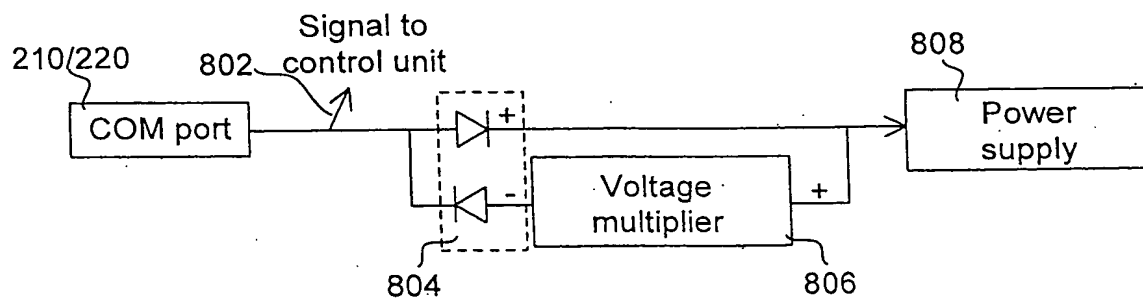 Signal to
control unit
210/220
802
808
COM port
+
Power
supply
-
Voltage
multiplier
+
804
806